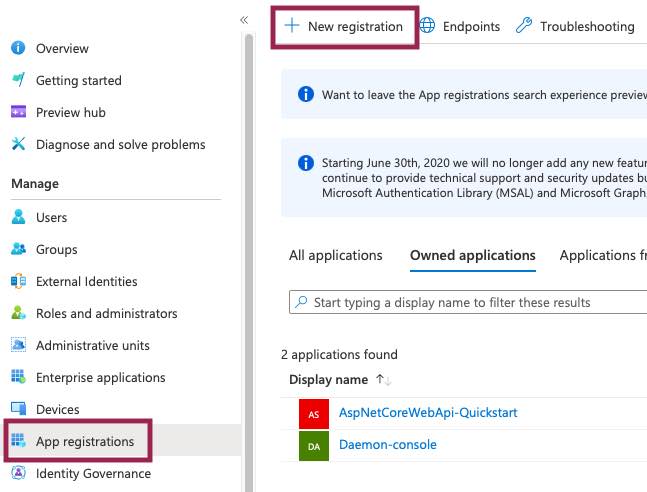 «
Overview
Getting started
Preview hub
Diagnose and solve problems
Manage
Users
Groups
External Identities
Roles and administrators
Administrative units
Enterprise applications
Devices
App registrations
Identity Governance
New registration
Endpoints
Troubleshooting
Want to leave the App registrations search experience preview
Starting June 30th, 2020 we will no longer add any new featur
continue to provide technical support and security updates bu
Microsoft Authentication Library (MSAL) and Microsoft Graph,
All applications
Owned applications
Applications fr
Start typing a display name to filter these results
2 applications found
Display name ↑↓
AS AspNetCoreWebApi-Quickstart
DA Daemon-console